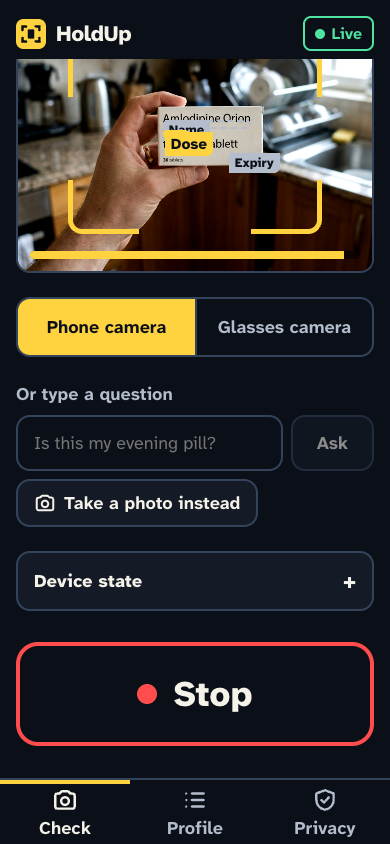 HoldUp
Live
Amlodipine Orion
Name
Dose
ablett
Expiry
Phone camera
Glasses camera
Or type a question
Is this my evening pill?
Ask
Take a photo instead
Device state
+
Stop
Check
Profile
Privacy